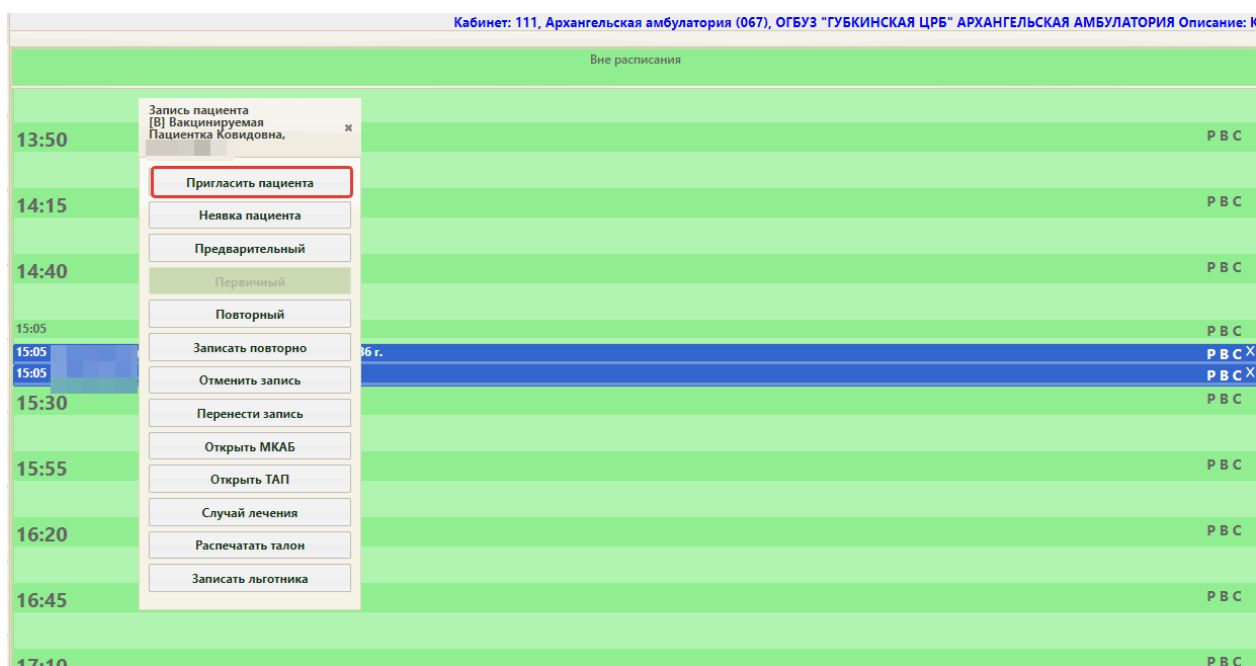 Кабинет: 111, Архангельская амбулатория (067), ОГБУЗ "ГУБКИНСКАЯ ЦРБ" АРХАНГЕЛЬСКАЯ АМБУЛАТОРИЯ Описание: К
Вне расписания
Запись пациента
[В] Вакцинируемая
Пациентка Ковидовна,
×
13:50 Р В С
Пригласить пациента
14:15 Р В С
Неявка пациента
Предварительный
14:40 Р В С
Первичный
Повторный
15:05 Р В С
Записать повторно
15:05 36 г. Р В С X
15:05 Р В С X
Отменить запись
15:30 Р В С
Перенести запись
Открыть МКАБ
15:55 Р В С
Открыть ТАП
Случай лечения
16:20 Р В С
Распечатать талон
Записать льготника
16:45 Р В С
17:10 Р В С